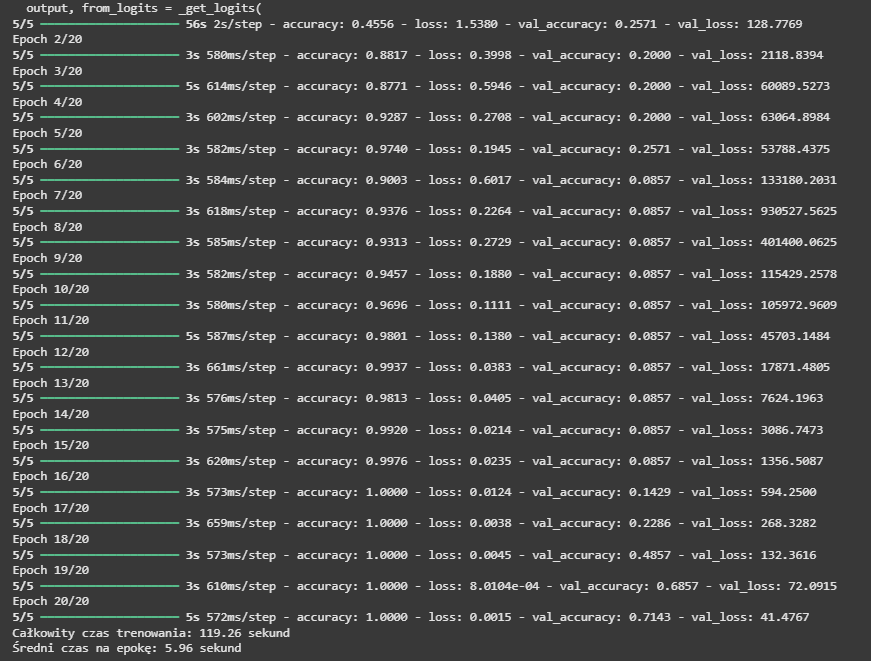 output, from_logits = _get_logits(
5/5 ━━━━━━━━━━━━━━━━━━━━ 56s 2s/step - accuracy: 0.4556 - loss: 1.5380 - val_accuracy: 0.2571 - val_loss: 128.7769
Epoch 2/20
5/5 ━━━━━━━━━━━━━━━━━━━━ 3s 580ms/step - accuracy: 0.8817 - loss: 0.3998 - val_accuracy: 0.2000 - val_loss: 2118.8394
Epoch 3/20
5/5 ━━━━━━━━━━━━━━━━━━━━ 5s 614ms/step - accuracy: 0.8771 - loss: 0.5946 - val_accuracy: 0.2000 - val_loss: 60089.5273
Epoch 4/20
5/5 ━━━━━━━━━━━━━━━━━━━━ 3s 602ms/step - accuracy: 0.9287 - loss: 0.2708 - val_accuracy: 0.2000 - val_loss: 63064.8984
Epoch 5/20
5/5 ━━━━━━━━━━━━━━━━━━━━ 3s 582ms/step - accuracy: 0.9740 - loss: 0.1945 - val_accuracy: 0.2571 - val_loss: 53788.4375
Epoch 6/20
5/5 ━━━━━━━━━━━━━━━━━━━━ 3s 584ms/step - accuracy: 0.9003 - loss: 0.6017 - val_accuracy: 0.0857 - val_loss: 133180.2031
Epoch 7/20
5/5 ━━━━━━━━━━━━━━━━━━━━ 3s 618ms/step - accuracy: 0.9376 - loss: 0.2264 - val_accuracy: 0.0857 - val_loss: 930527.5625
Epoch 8/20
5/5 ━━━━━━━━━━━━━━━━━━━━ 3s 585ms/step - accuracy: 0.9313 - loss: 0.2729 - val_accuracy: 0.0857 - val_loss: 401400.0625
Epoch 9/20
5/5 ━━━━━━━━━━━━━━━━━━━━ 3s 582ms/step - accuracy: 0.9457 - loss: 0.1880 - val_accuracy: 0.0857 - val_loss: 115429.2578
Epoch 10/20
5/5 ━━━━━━━━━━━━━━━━━━━━ 3s 580ms/step - accuracy: 0.9696 - loss: 0.1111 - val_accuracy: 0.0857 - val_loss: 105972.9609
Epoch 11/20
5/5 ━━━━━━━━━━━━━━━━━━━━ 5s 587ms/step - accuracy: 0.9801 - loss: 0.1380 - val_accuracy: 0.0857 - val_loss: 45703.1484
Epoch 12/20
5/5 ━━━━━━━━━━━━━━━━━━━━ 3s 661ms/step - accuracy: 0.9937 - loss: 0.0383 - val_accuracy: 0.0857 - val_loss: 17871.4805
Epoch 13/20
5/5 ━━━━━━━━━━━━━━━━━━━━ 3s 576ms/step - accuracy: 0.9813 - loss: 0.0405 - val_accuracy: 0.0857 - val_loss: 7624.1963
Epoch 14/20
5/5 ━━━━━━━━━━━━━━━━━━━━ 3s 575ms/step - accuracy: 0.9920 - loss: 0.0214 - val_accuracy: 0.0857 - val_loss: 3086.7473
Epoch 15/20
5/5 ━━━━━━━━━━━━━━━━━━━━ 3s 620ms/step - accuracy: 0.9976 - loss: 0.0235 - val_accuracy: 0.0857 - val_loss: 1356.5087
Epoch 16/20
5/5 ━━━━━━━━━━━━━━━━━━━━ 3s 573ms/step - accuracy: 1.0000 - loss: 0.0124 - val_accuracy: 0.1429 - val_loss: 594.2500
Epoch 17/20
5/5 ━━━━━━━━━━━━━━━━━━━━ 3s 659ms/step - accuracy: 1.0000 - loss: 0.0038 - val_accuracy: 0.2286 - val_loss: 268.3282
Epoch 18/20
5/5 ━━━━━━━━━━━━━━━━━━━━ 3s 573ms/step - accuracy: 1.0000 - loss: 0.0045 - val_accuracy: 0.4857 - val_loss: 132.3616
Epoch 19/20
5/5 ━━━━━━━━━━━━━━━━━━━━ 3s 610ms/step - accuracy: 1.0000 - loss: 8.0104e-04 - val_accuracy: 0.6857 - val_loss: 72.0915
Epoch 20/20
5/5 ━━━━━━━━━━━━━━━━━━━━ 5s 572ms/step - accuracy: 1.0000 - loss: 0.0015 - val_accuracy: 0.7143 - val_loss: 41.4767
Całkowity czas trenowania: 119.26 sekund
Średni czas na epokę: 5.96 sekund